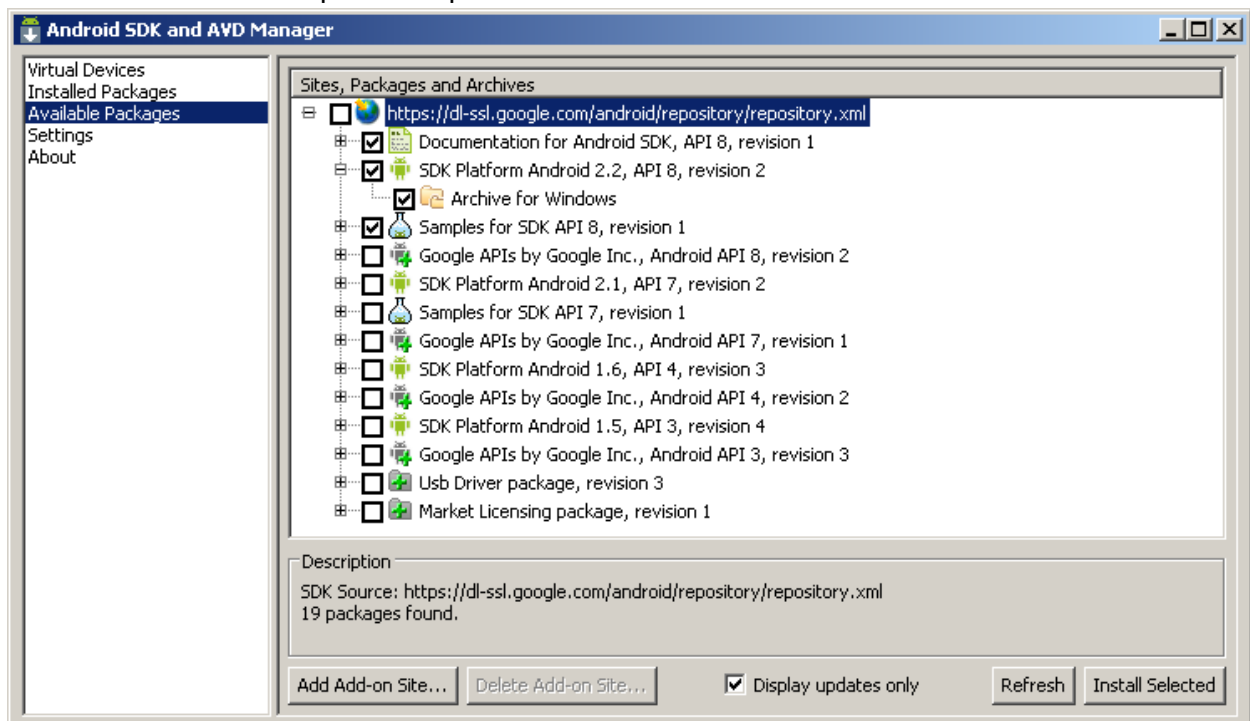 Android SDK and AVD Manager
Virtual Devices
Installed Packages
Available Packages
Settings
About
Sites, Packages and Archives
https://dl-ssl.google.com/android/repository/repository.xml
Documentation for Android SDK, API 8, revision 1
SDK Platform Android 2.2, API 8, revision 2
Archive for Windows
Samples for SDK API 8, revision 1
Google APIs by Google Inc., Android API 8, revision 2
SDK Platform Android 2.1, API 7, revision 2
Samples for SDK API 7, revision 1
Google APIs by Google Inc., Android API 7, revision 1
SDK Platform Android 1.6, API 4, revision 3
Google APIs by Google Inc., Android API 4, revision 2
SDK Platform Android 1.5, API 3, revision 4
Google APIs by Google Inc., Android API 3, revision 3
Usb Driver package, revision 3
Market Licensing package, revision 1
Description
SDK Source: https://dl-ssl.google.com/android/repository/repository.xml
19 packages found.
Add Add-on Site... Delete Add-on Site... Display updates only Refresh Install Selected